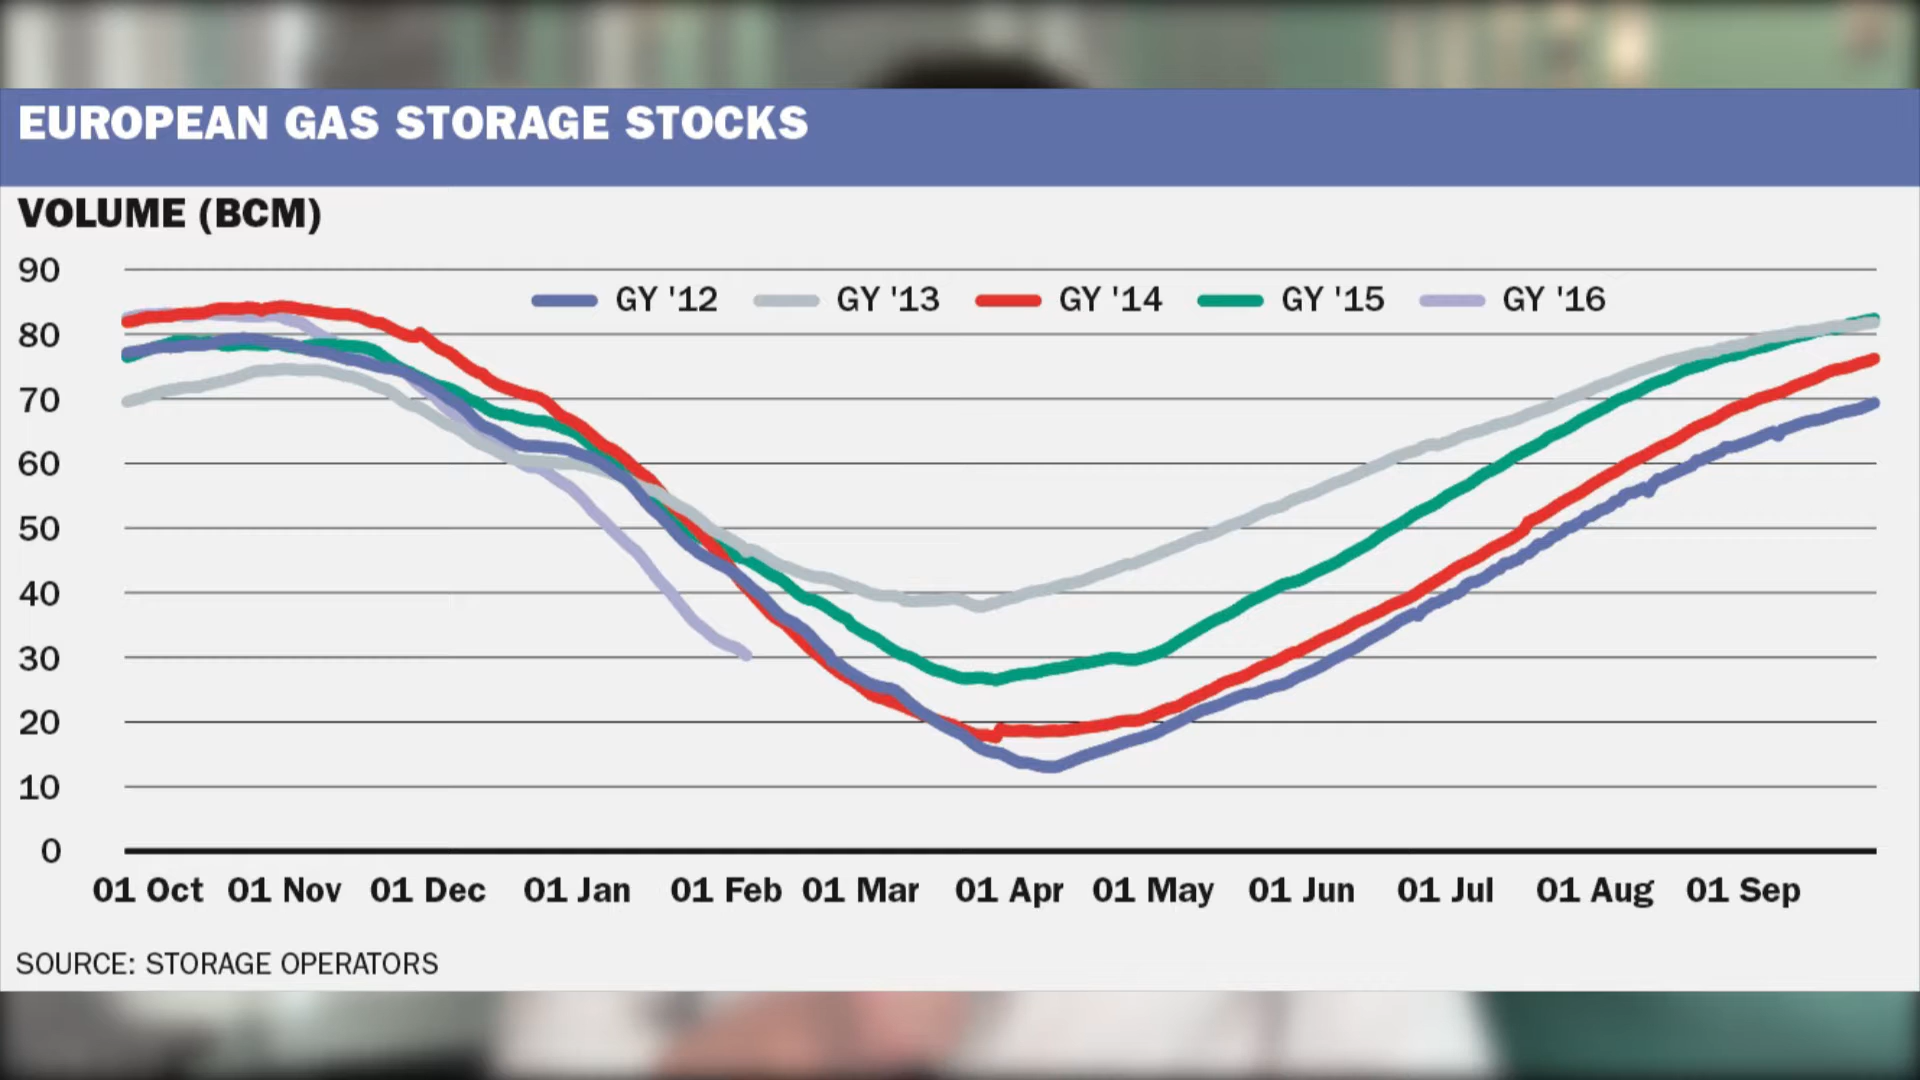 EUROPEAN GAS STORAGE STOCKS
VOLUME (BCM)
90
GY '12 GY '13 GY '14 GY '15 GY '16
80
70
60
50
40
30
20
10
0
01 Oct 01 Nov 01 Dec 01 Jan 01 Feb 01 Mar 01 Apr 01 May 01 Jun 01 Jul 01 Aug 01 Sep
SOURCE: STORAGE OPERATORS